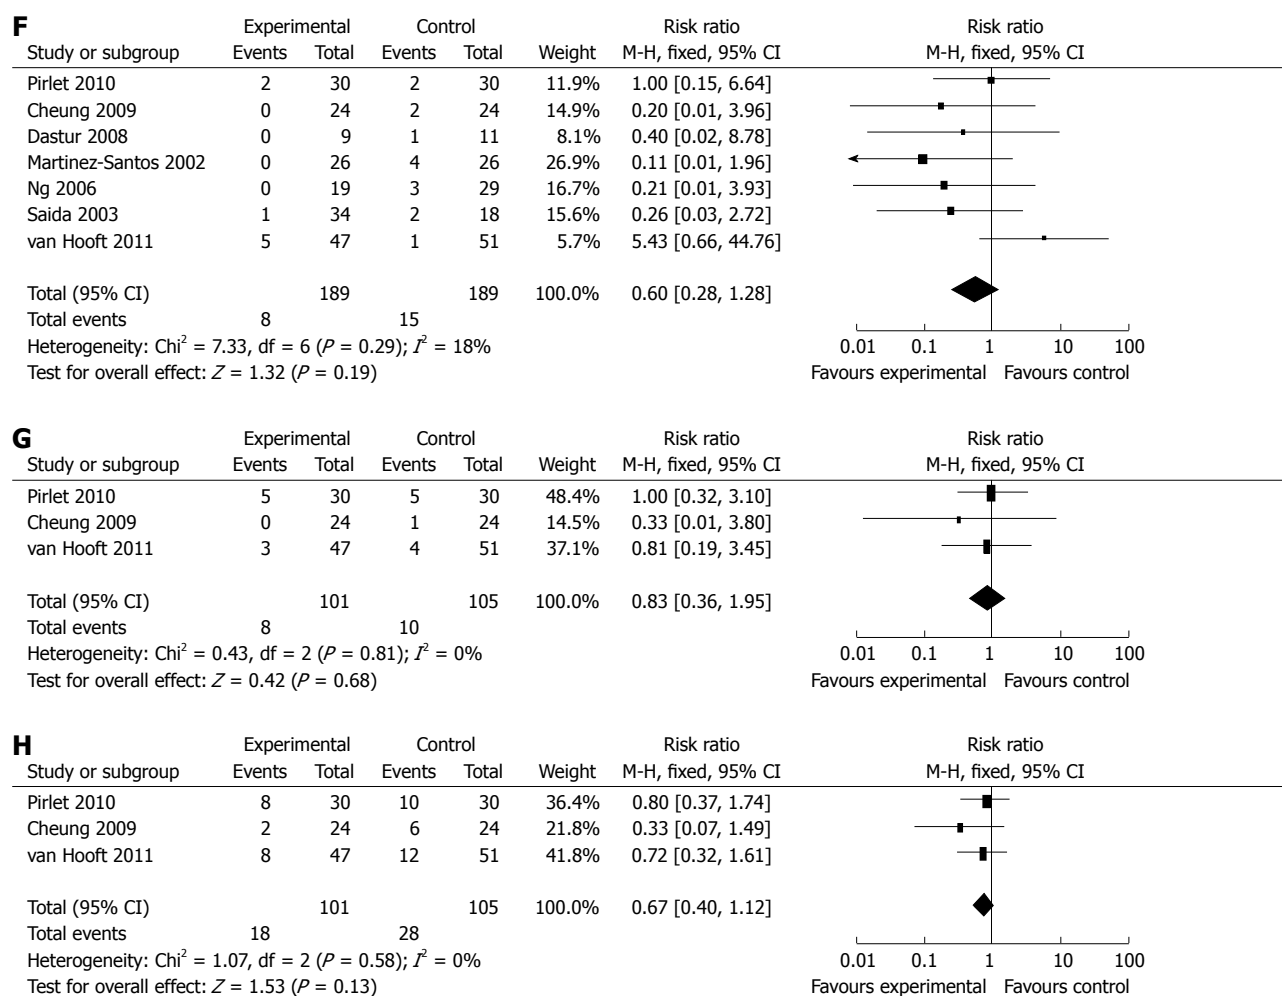 F
Experimental Control Risk ratio Risk ratio
Study or subgroup Events Total Events Total Weight M-H, fixed, 95% CI M-H, fixed, 95% CI
Pirlet 2010 2 30 2 30 11.9% 1.00 [0.15, 6.64]
Cheung 2009 0 24 2 24 14.9% 0.20 [0.01, 3.96]
Dastur 2008 0 9 1 11 8.1% 0.40 [0.02, 8.78]
Martinez-Santos 2002 0 26 4 26 26.9% 0.11 [0.01, 1.96]
Ng 2006 0 19 3 29 16.7% 0.21 [0.01, 3.93]
Saida 2003 1 34 2 18 15.6% 0.26 [0.03, 2.72]
van Hooft 2011 5 47 1 51 5.7% 5.43 [0.66, 44.76]
Total (95% CI) 189 189 100.0% 0.60 [0.28, 1.28]
Total events 8 15
Heterogeneity: Chi² = 7.33, df = 6 (P = 0.29); I² = 18%
Test for overall effect: Z = 1.32 (P = 0.19)
0.01 0.1 1 10 100
Favours experimental Favours control
G
Experimental Control Risk ratio Risk ratio
Study or subgroup Events Total Events Total Weight M-H, fixed, 95% CI M-H, fixed, 95% CI
Pirlet 2010 5 30 5 30 48.4% 1.00 [0.32, 3.10]
Cheung 2009 0 24 1 24 14.5% 0.33 [0.01, 3.80]
van Hooft 2011 3 47 4 51 37.1% 0.81 [0.19, 3.45]
Total (95% CI) 101 105 100.0% 0.83 [0.36, 1.95]
Total events 8 10
Heterogeneity: Chi² = 0.43, df = 2 (P = 0.81); I² = 0%
Test for overall effect: Z = 0.42 (P = 0.68)
0.01 0.1 1 10 100
Favours experimental Favours control
H
Experimental Control Risk ratio Risk ratio
Study or subgroup Events Total Events Total Weight M-H, fixed, 95% CI M-H, fixed, 95% CI
Pirlet 2010 8 30 10 30 36.4% 0.80 [0.37, 1.74]
Cheung 2009 2 24 6 24 21.8% 0.33 [0.07, 1.49]
van Hooft 2011 8 47 12 51 41.8% 0.72 [0.32, 1.61]
Total (95% CI) 101 105 100.0% 0.67 [0.40, 1.12]
Total events 18 28
Heterogeneity: Chi² = 1.07, df = 2 (P = 0.58); I² = 0%
Test for overall effect: Z = 1.53 (P = 0.13)
0.01 0.1 1 10 100
Favours experimental Favours control